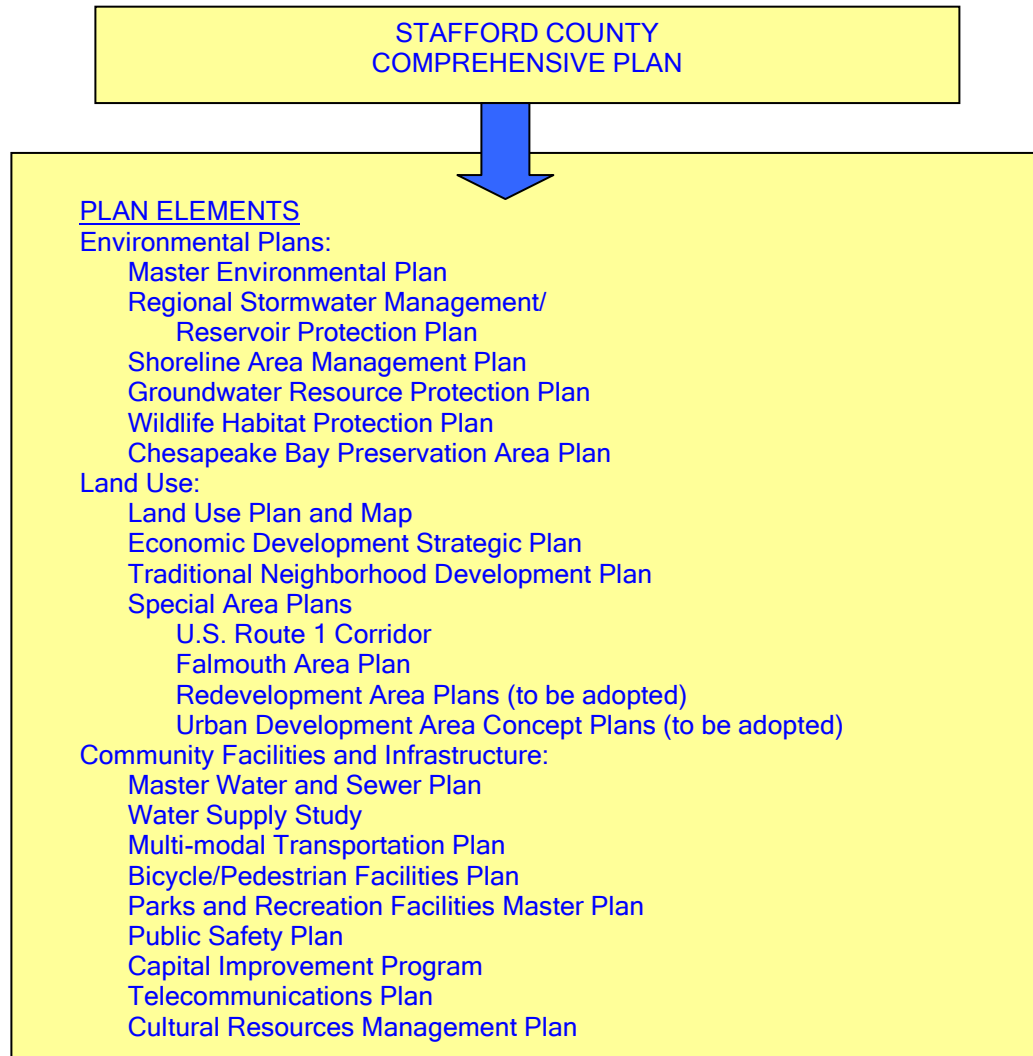 STAFFORD COUNTY
COMPREHENSIVE PLAN
PLAN ELEMENTS
Environmental Plans:
Master Environmental Plan
Regional Stormwater Management/
Reservoir Protection Plan
Shoreline Area Management Plan
Groundwater Resource Protection Plan
Wildlife Habitat Protection Plan
Chesapeake Bay Preservation Area Plan
Land Use:
Land Use Plan and Map
Economic Development Strategic Plan
Traditional Neighborhood Development Plan
Special Area Plans
U.S. Route 1 Corridor
Falmouth Area Plan
Redevelopment Area Plans (to be adopted)
Urban Development Area Concept Plans (to be adopted)
Community Facilities and Infrastructure:
Master Water and Sewer Plan
Water Supply Study
Multi-modal Transportation Plan
Bicycle/Pedestrian Facilities Plan
Parks and Recreation Facilities Master Plan
Public Safety Plan
Capital Improvement Program
Telecommunications Plan
Cultural Resources Management Plan